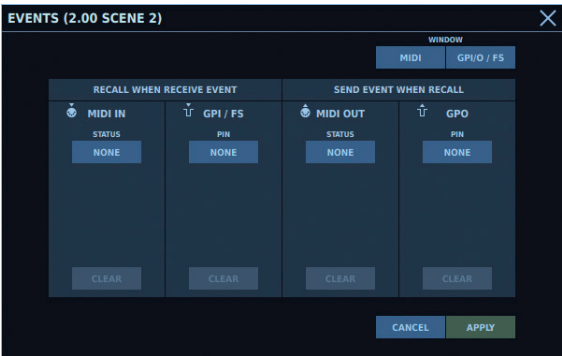 EVENTS (2.00 SCENE 2)
WINDOW
MIDI GPI/O / FS
RECALL WHEN RECEIVE EVENT SEND EVENT WHEN RECALL
MIDI IN GPI / FS MIDI OUT GPO
STATUS PIN STATUS PIN
NONE NONE NONE NONE
CLEAR CLEAR CLEAR CLEAR
CANCEL APPLY